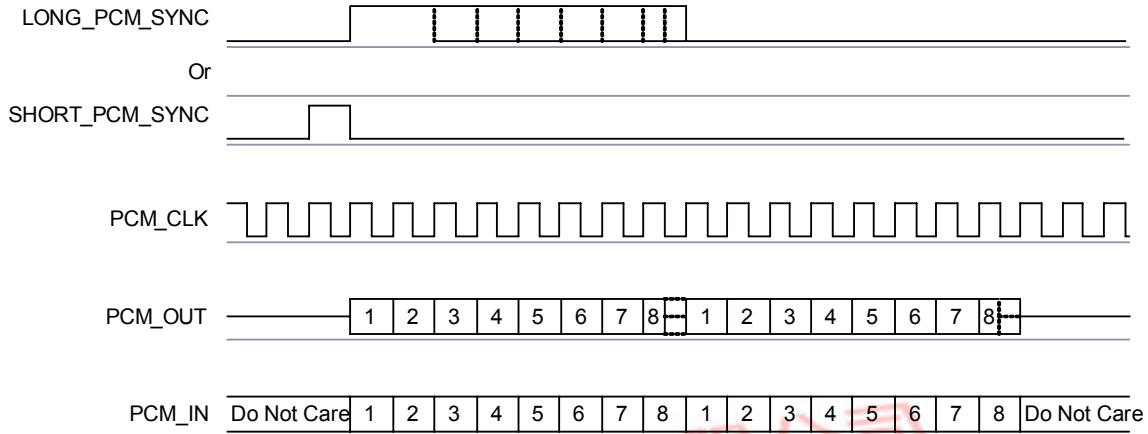 LONG_PCM_SYNC
Or
SHORT_PCM_SYNC
PCM_CLK
PCM_OUT 1 2 3 4 5 6 7 8 1 2 3 4 5 6 7 8
PCM_IN Do Not Care 1 2 3 4 5 6 7 8 1 2 3 4 5 6 7 8 Do Not Care